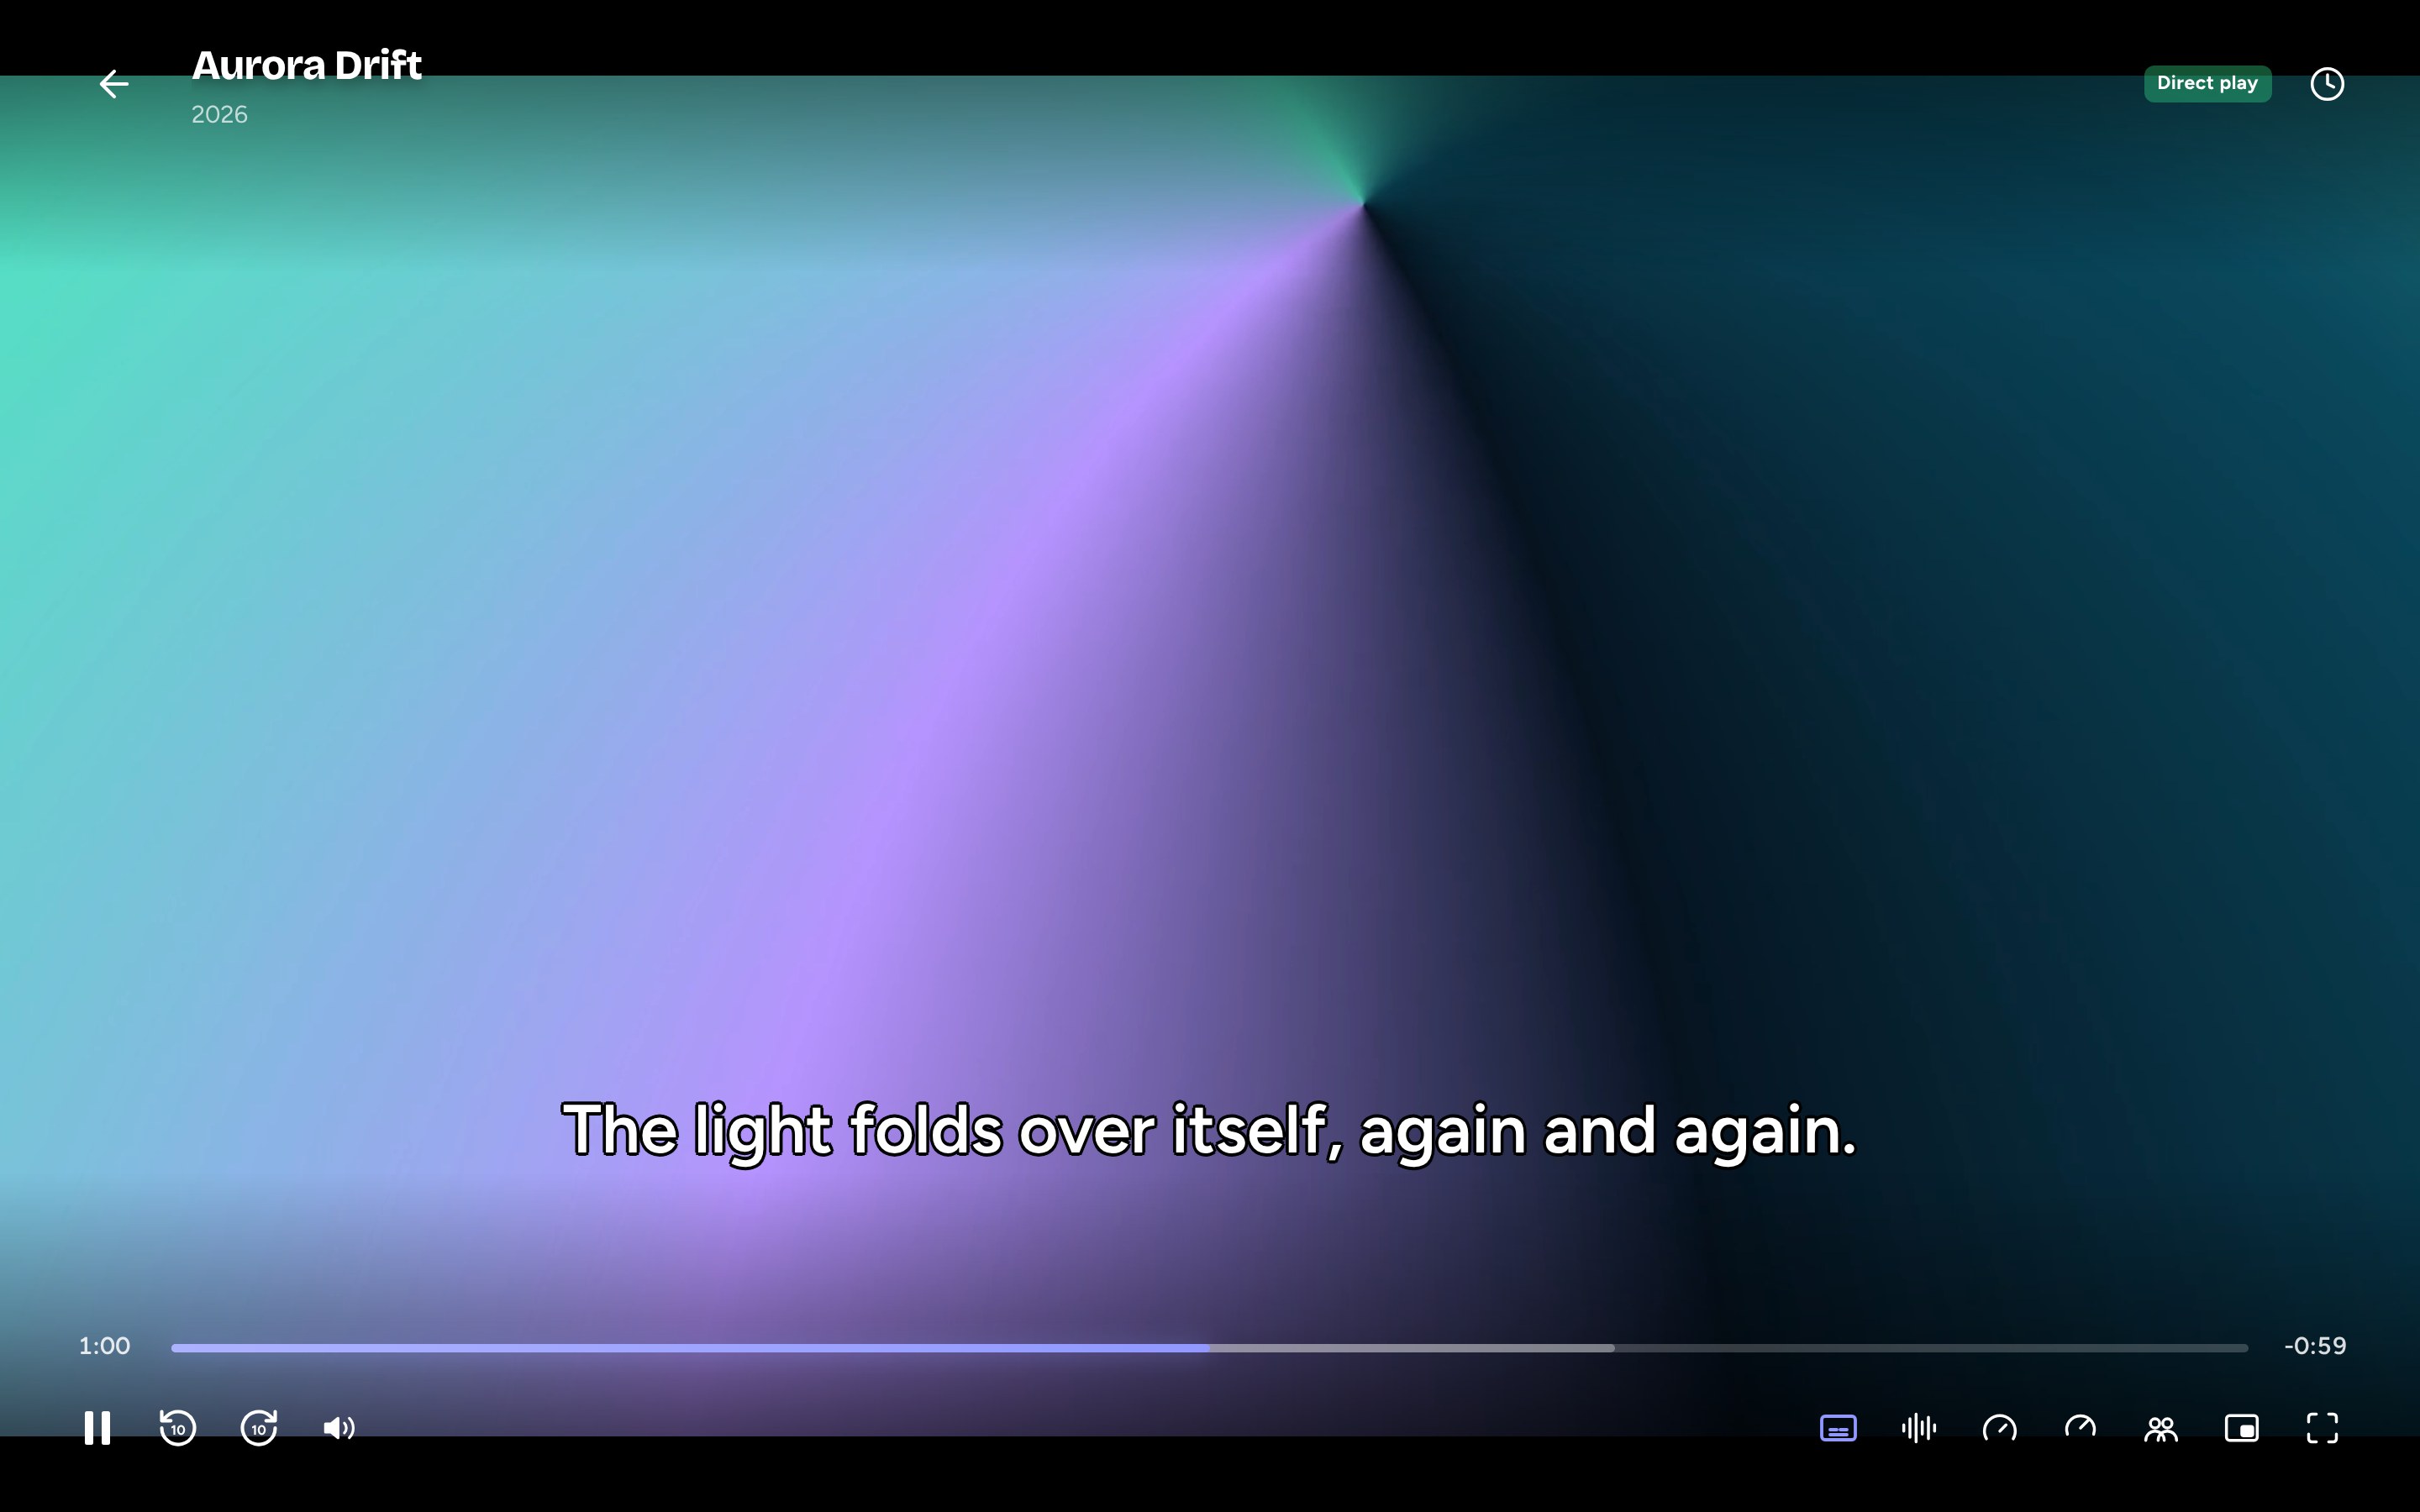 Aurora Drift
2026
Direct play
The light folds over itself, again and again.
1:00
-0:59
10
10